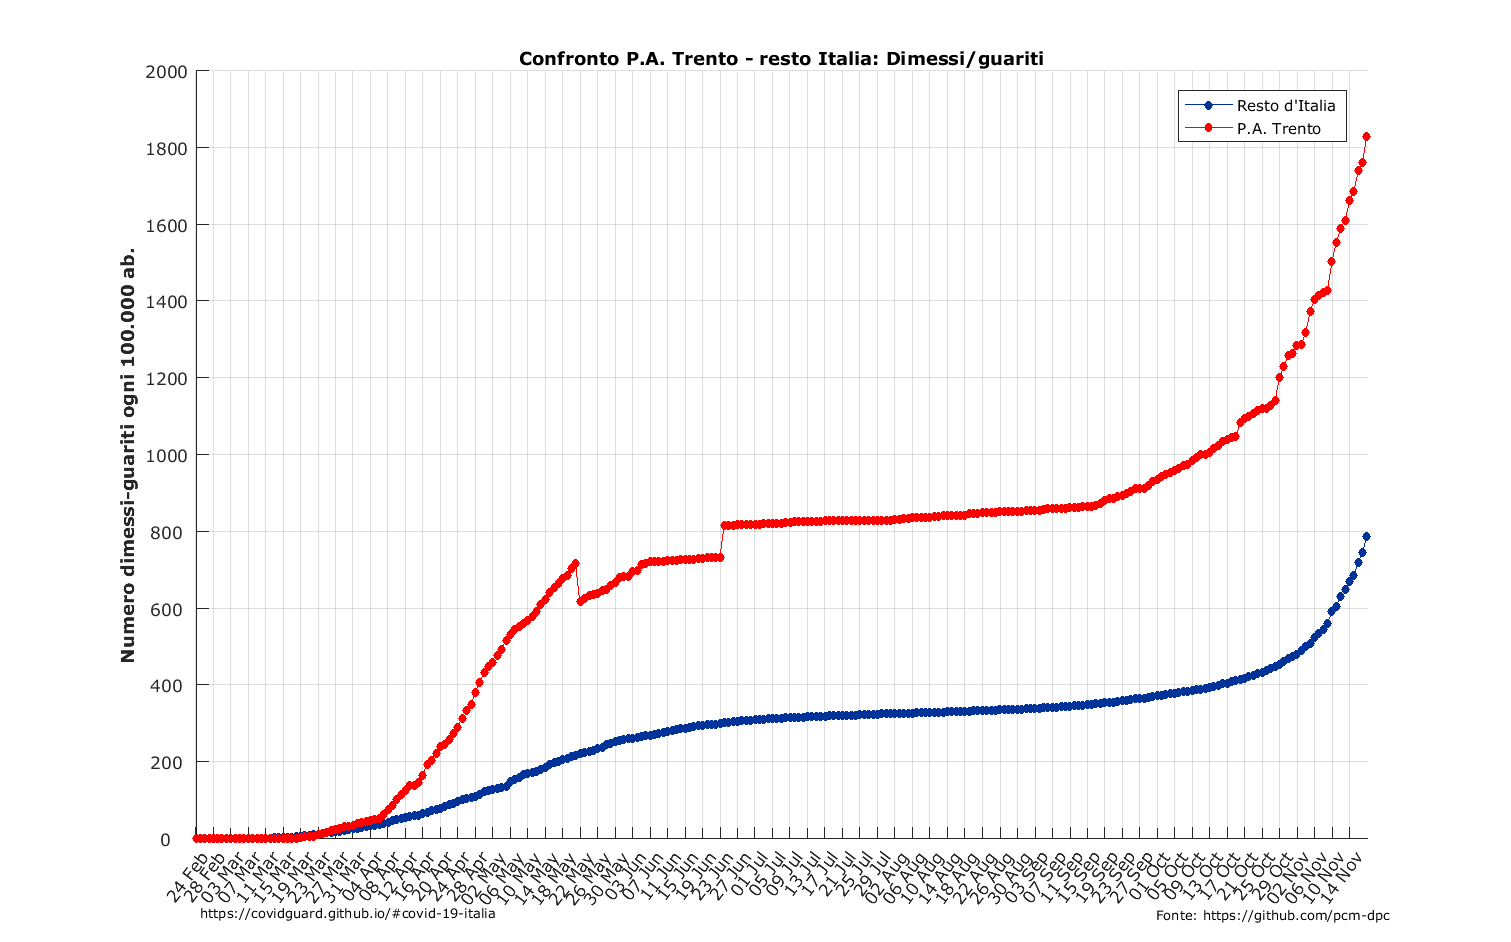 Confronto P.A. Trento - resto Italia: Dimessi/guariti
Resto d'Italia
P.A. Trento
Numero dimessi-guariti ogni 100.000 ab.
2000
1800
1600
1400
1200
1000
800
600
400
200
0
24 Feb
28 Feb
03 Mar
07 Mar
11 Mar
15 Mar
19 Mar
23 Mar
27 Mar
31 Mar
04 Apr
08 Apr
12 Apr
16 Apr
20 Apr
24 Apr
28 Apr
02 May
06 May
10 May
14 May
18 May
22 May
26 May
30 May
03 Jun
07 Jun
11 Jun
15 Jun
19 Jun
23 Jun
27 Jun
01 Jul
05 Jul
09 Jul
13 Jul
17 Jul
21 Jul
25 Jul
29 Jul
02 Aug
06 Aug
10 Aug
14 Aug
18 Aug
22 Aug
26 Aug
30 Aug
03 Sep
07 Sep
11 Sep
15 Sep
19 Sep
23 Sep
27 Sep
01 Oct
05 Oct
09 Oct
13 Oct
17 Oct
21 Oct
25 Oct
29 Oct
02 Nov
06 Nov
10 Nov
14 Nov
https://covidguard.github.io/#covid-19-italia
Fonte: https://github.com/pcm-dpc